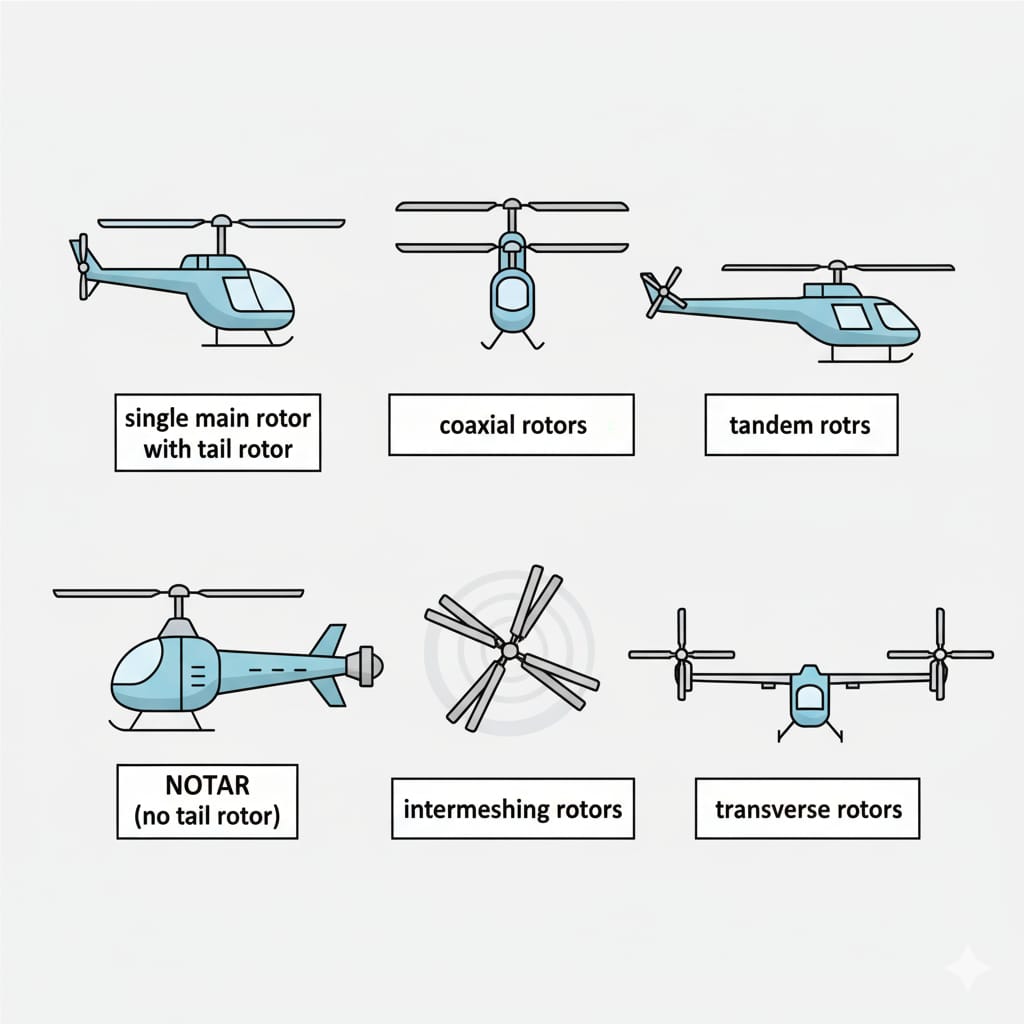 single main rotor
with tail rotor
coaxial rotors
tandem rotrs
NOTAR
(no tail rotor)
intermeshing rotors
transverse rotors